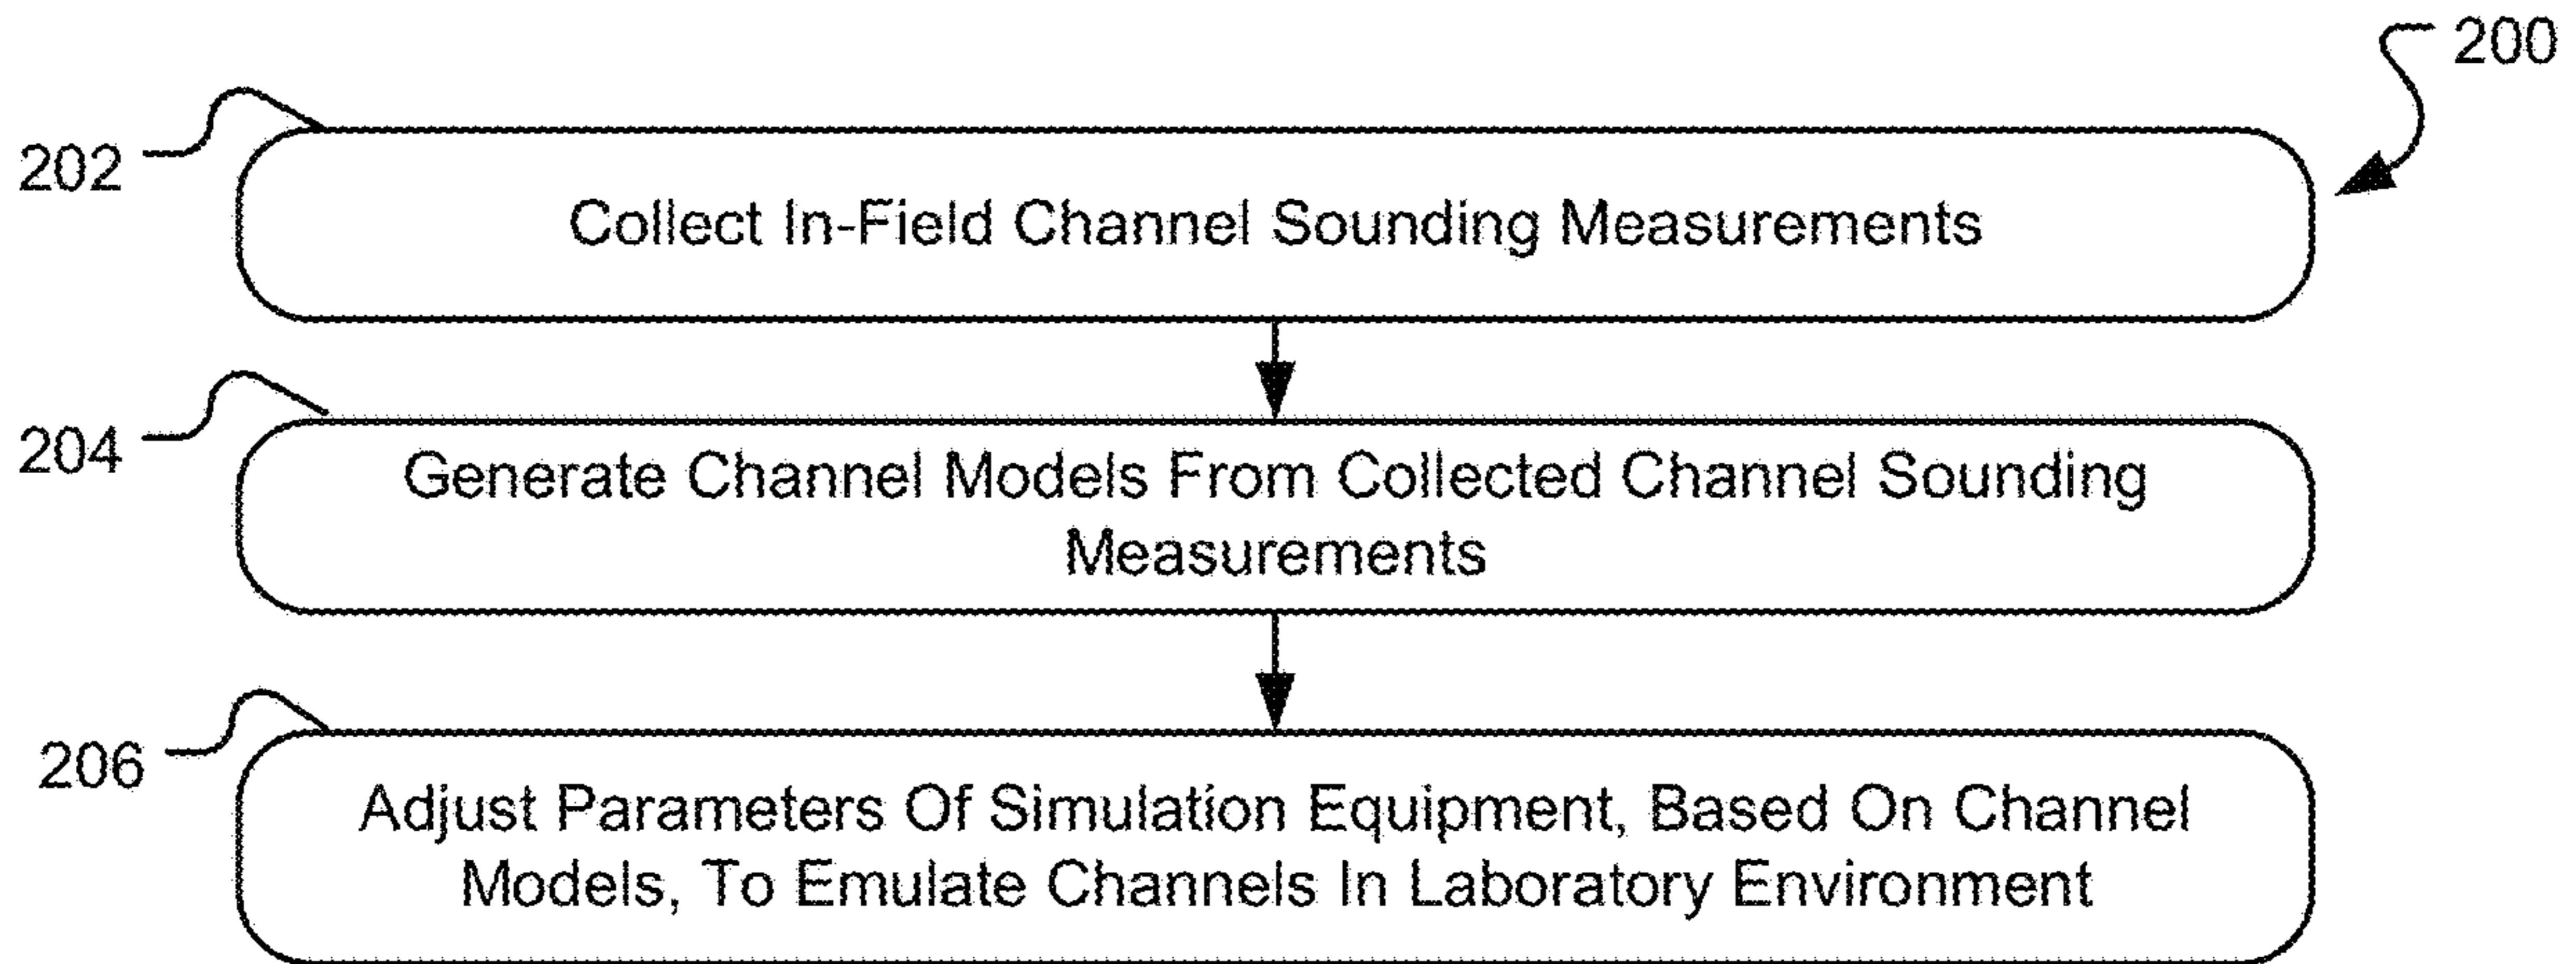 200
202
Collect In-Field Channel Sounding Measurements
204
Generate Channel Models From Collected Channel Sounding
Measurements
206
Adjust Parameters Of Simulation Equipment, Based On Channel
Models, To Emulate Channels In Laboratory Environment